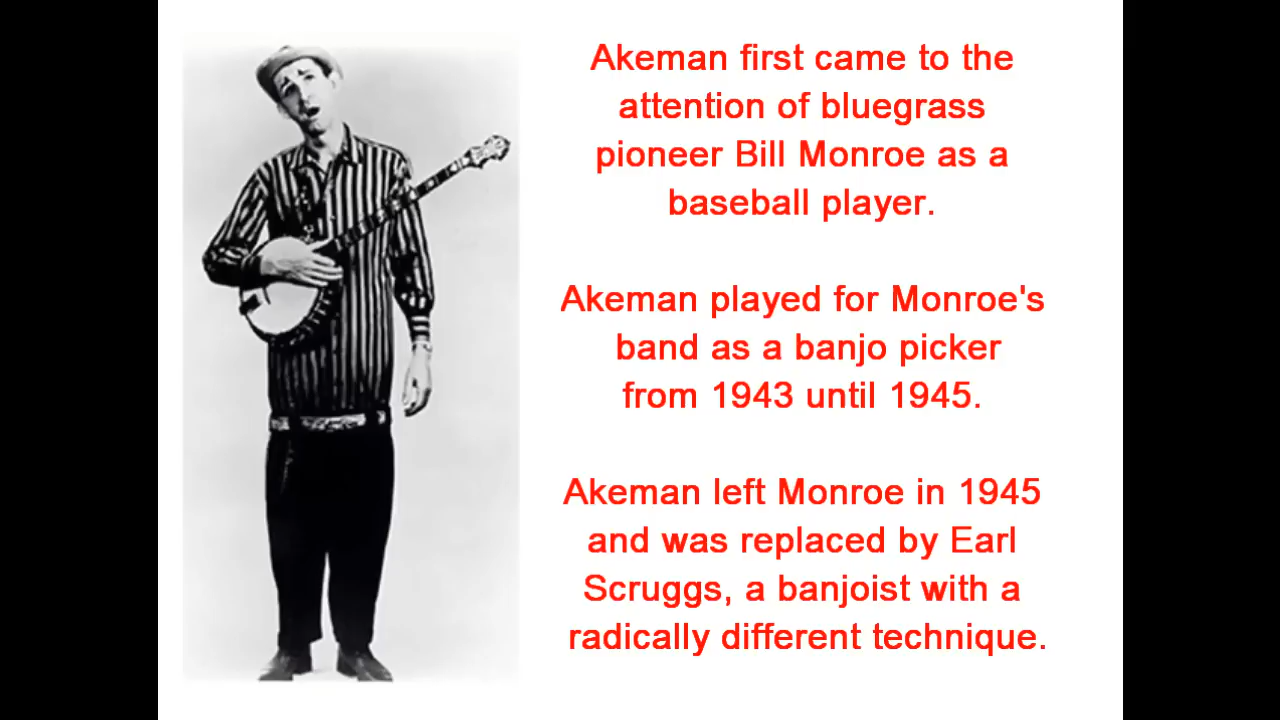 Akeman first came to the
attention of bluegrass
pioneer Bill Monroe as a
baseball player.
Akeman played for Monroe's
band as a banjo picker
from 1943 until 1945.
Akeman left Monroe in 1945
and was replaced by Earl
Scruggs, a banjoist with a
radically different technique.